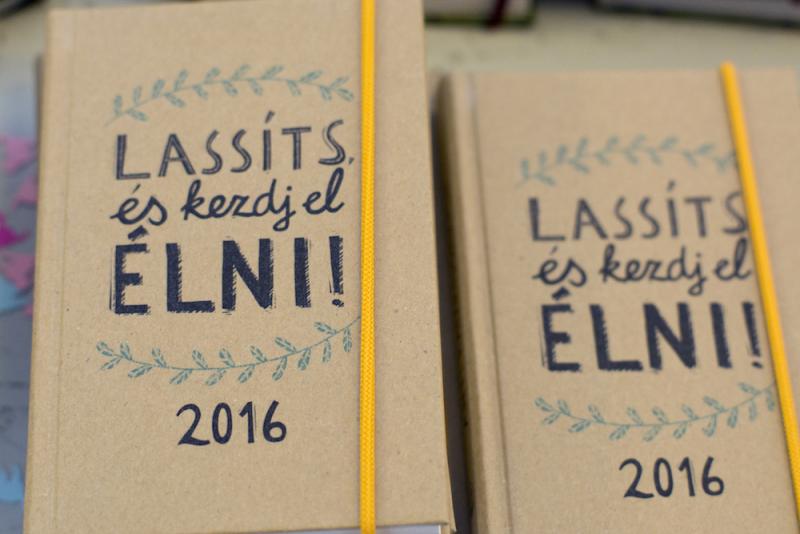 LASSÍTS,
és kezdj el
ÉLNI!
2016
LASSÍTS
és kezdj el
ÉLNI!
2016